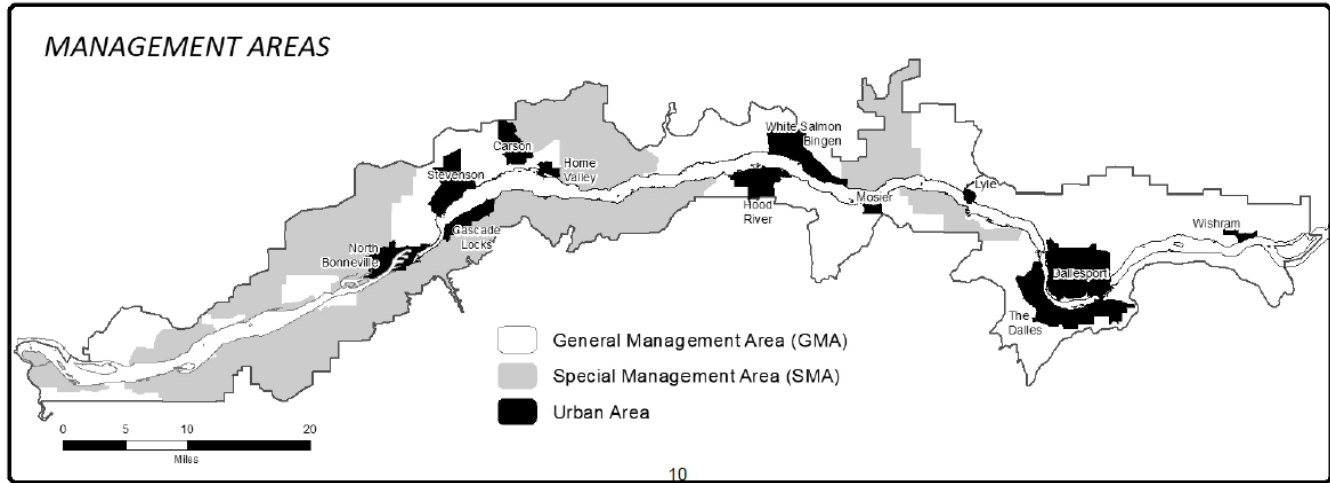 MANAGEMENT AREAS
White Salmon
Bingen
Carson
Home
Valley
Stevenson
Lyle
Mosier
Hood
River
Cascade
Locks
Wishram
North
Bonneville
Dallesport
The
Dalles
General Management Area (GMA)
Special Management Area (SMA)
Urban Area
0 5 10 20
Miles
10